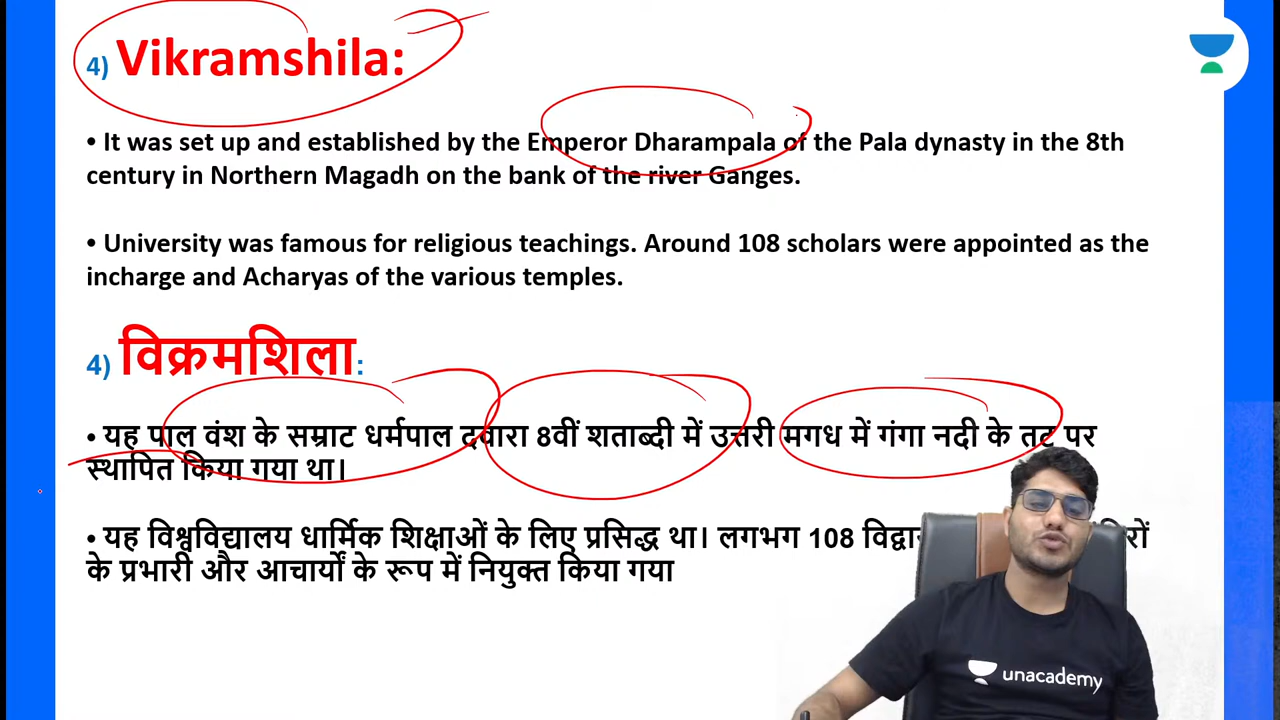 4) Vikramshila:
• It was set up and established by the Emperor Dharampala of the Pala dynasty in the 8th
century in Northern Magadh on the bank of the river Ganges.
• University was famous for religious teachings. Around 108 scholars were appointed as the
incharge and Acharyas of the various temples.
4) विक्रमशिला:
• यह पाल वंश के सम्राट धर्मपाल दवारा 8वीं शताब्दी में उत्तरी मगध में गंगा नदी के तट पर
स्थापित किया गया था।
• यह विश्वविद्यालय धार्मिक शिक्षाओं के लिए प्रसिद्ध था। लगभग 108
के प्रभारी और आचार्यों के रूप में नियुक्त किया गया
unacademy